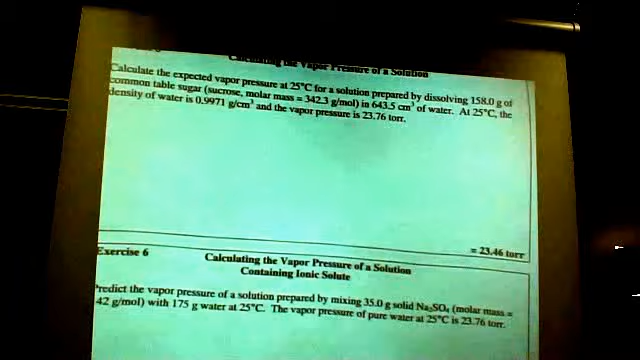 Calculating the Vapor Pressure of a Solution
Calculate the expected vapor pressure at 25°C for a solution prepared by dissolving 158.0 g of
common table sugar (sucrose, molar mass = 342.3 g/mol) in 643.5 cm³ of water. At 25°C, the
density of water is 0.9971 g/cm³ and the vapor pressure is 23.76 torr.
= 23.46 torr
Exercise 6
Calculating the Vapor Pressure of a Solution
Containing Ionic Solute
Predict the vapor pressure of a solution prepared by mixing 35.0 g solid Na₂SO₄ (molar mass =
42 g/mol) with 175 g water at 25°C. The vapor pressure of pure water at 25°C is 23.76 torr.